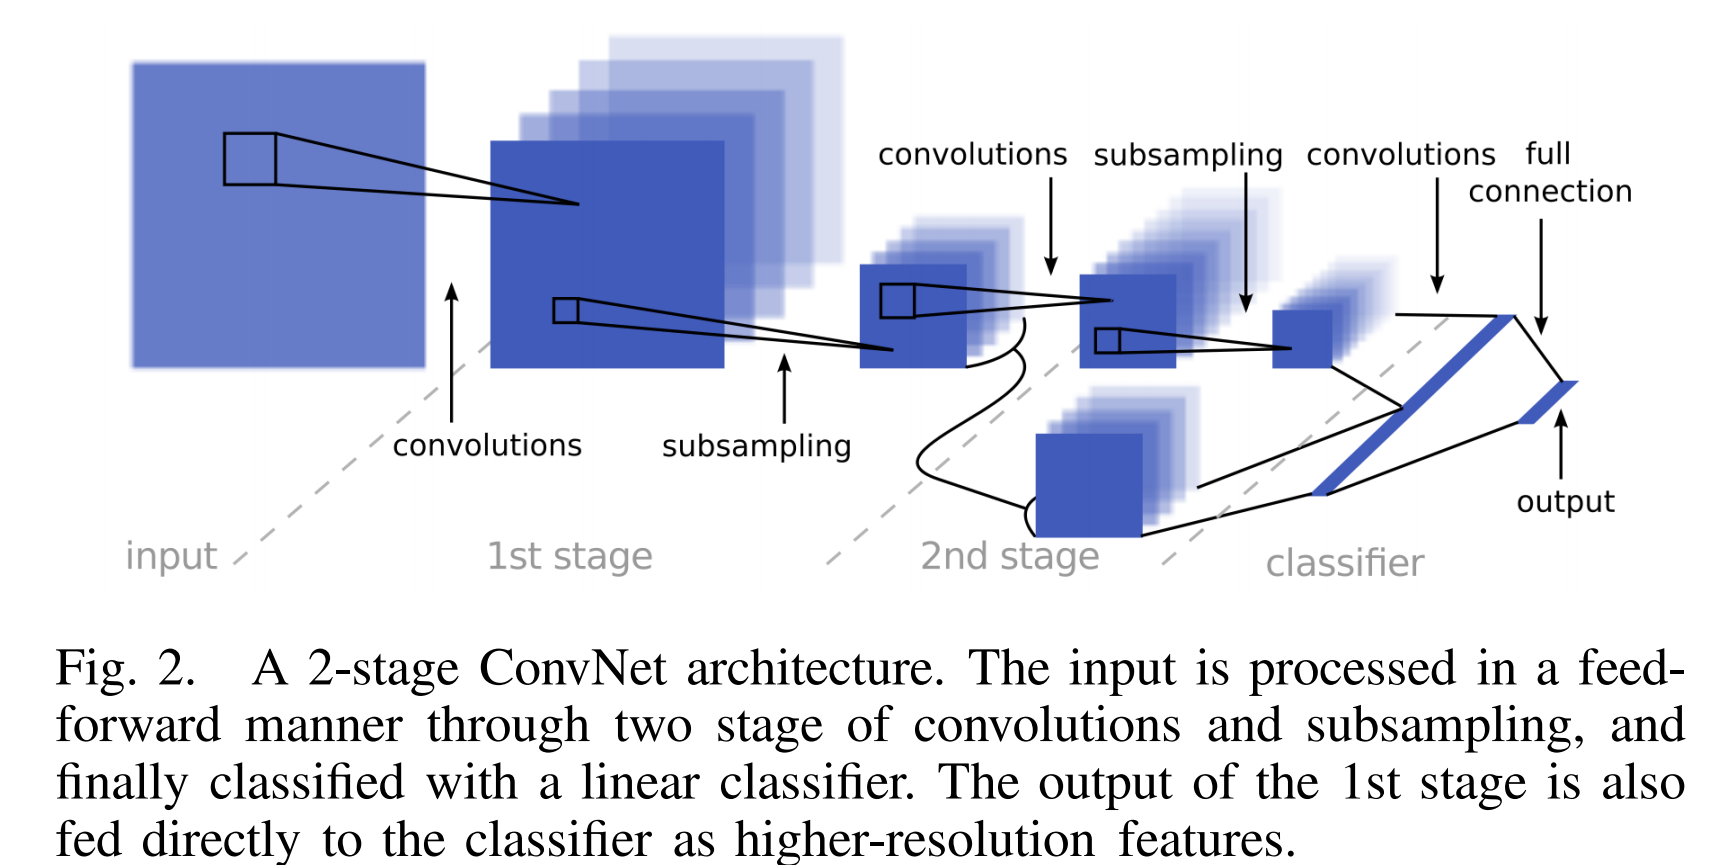 convolutions subsampling convolutions full
connection
convolutions subsampling
output
input 1st stage 2nd stage classifier
Fig. 2. A 2-stage ConvNet architecture. The input is processed in a feed-
forward manner through two stage of convolutions and subsampling, and
finally classified with a linear classifier. The output of the 1st stage is also
fed directly to the classifier as higher-resolution features.